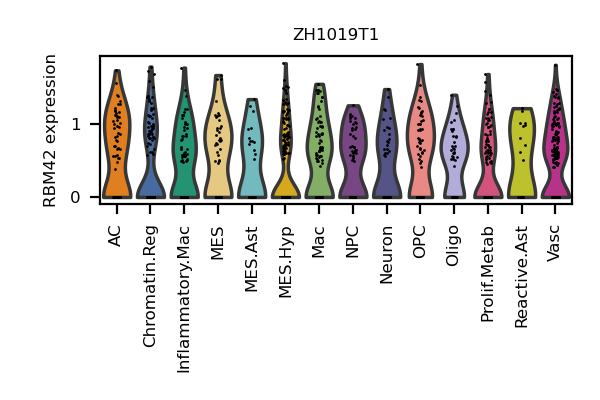 ZH1019T1
RBM42 expression
1
0
AC
Chromatin.Reg
Inflammatory.Mac
MES
MES.Ast
MES.Hyp
Mac
NPC
Neuron
OPC
Oligo
Prolif.Metab
Reactive.Ast
Vasc